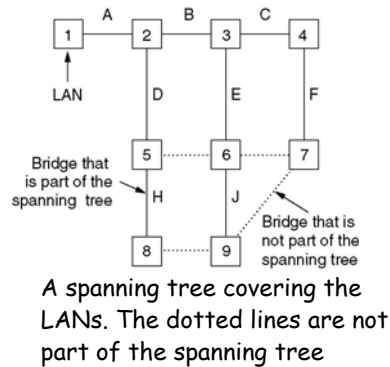 A B C
1 2 3 4
LAN D E F
5 6 7
Bridge that
is part of the
spanning tree
H J
Bridge that is
not part of the
spanning tree
8 9
A spanning tree covering the
LANs. The dotted lines are not
part of the spanning tree